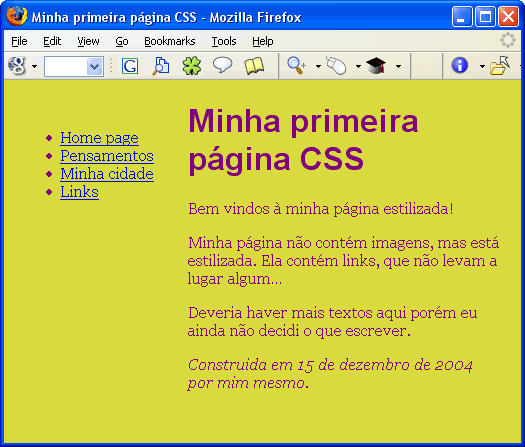 Minha primeira página CSS - Mozilla Firefox
File Edit View Go Bookmarks Tools Help
Home page
Pensamentos
Minha cidade
Links
Minha primeira
página CSS
Bem vindos à minha página estilizada!
Minha página não contém imagens, mas está
estilizada. Ela contém links, que não levam a
lugar algum...
Deveria haver mais textos aqui porém eu
ainda não decidi o que escrever.
Construida em 15 de dezembro de 2004
por mim mesmo.